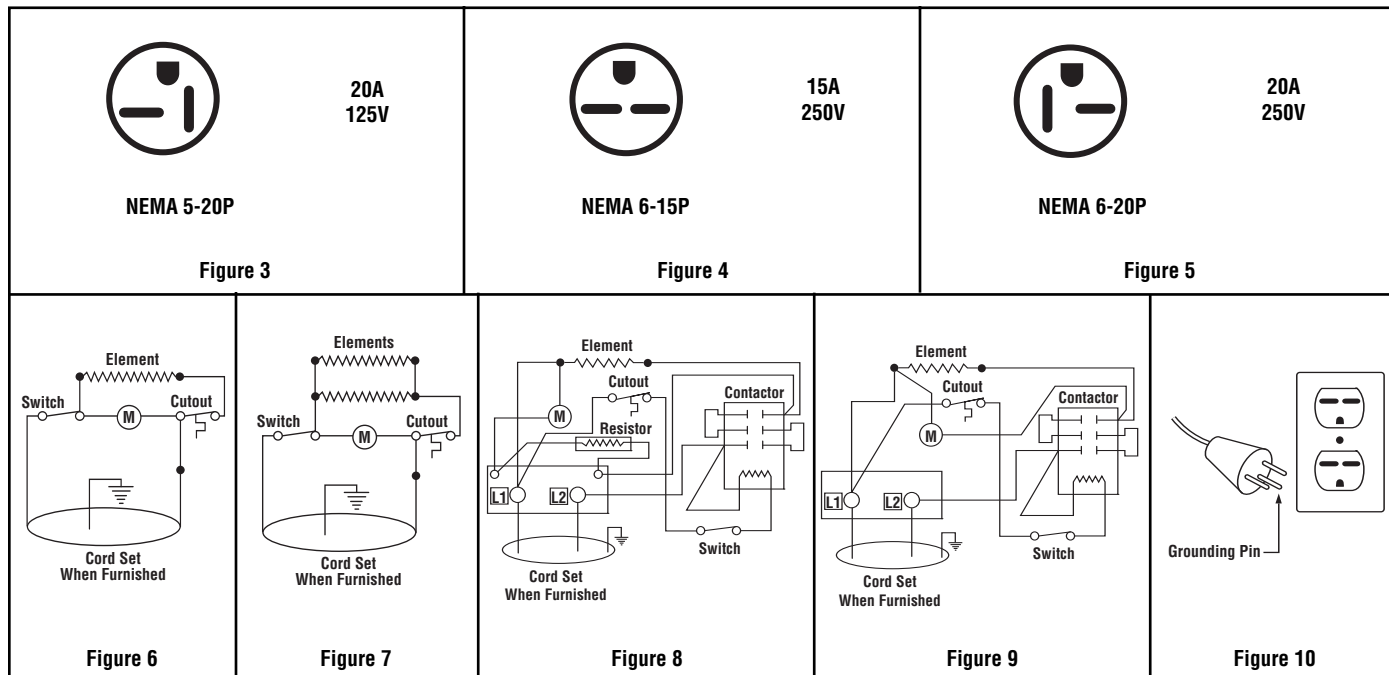 20A
125V
NEMA 5-20P
Figure 3
15A
250V
NEMA 6-15P
Figure 4
20A
250V
NEMA 6-20P
Figure 5
Element
Switch
Cutout
M
Cord Set
When Furnished
Figure 6
Elements
Switch
Cutout
M
Cord Set
When Furnished
Figure 7
Element
Cutout
Contactor
M
Resistor
L1
L2
Switch
Cord Set
When Furnished
Figure 8
Element
Cutout
Contactor
M
L1
L2
Switch
Cord Set
When Furnished
Figure 9
Grounding Pin
Figure 10